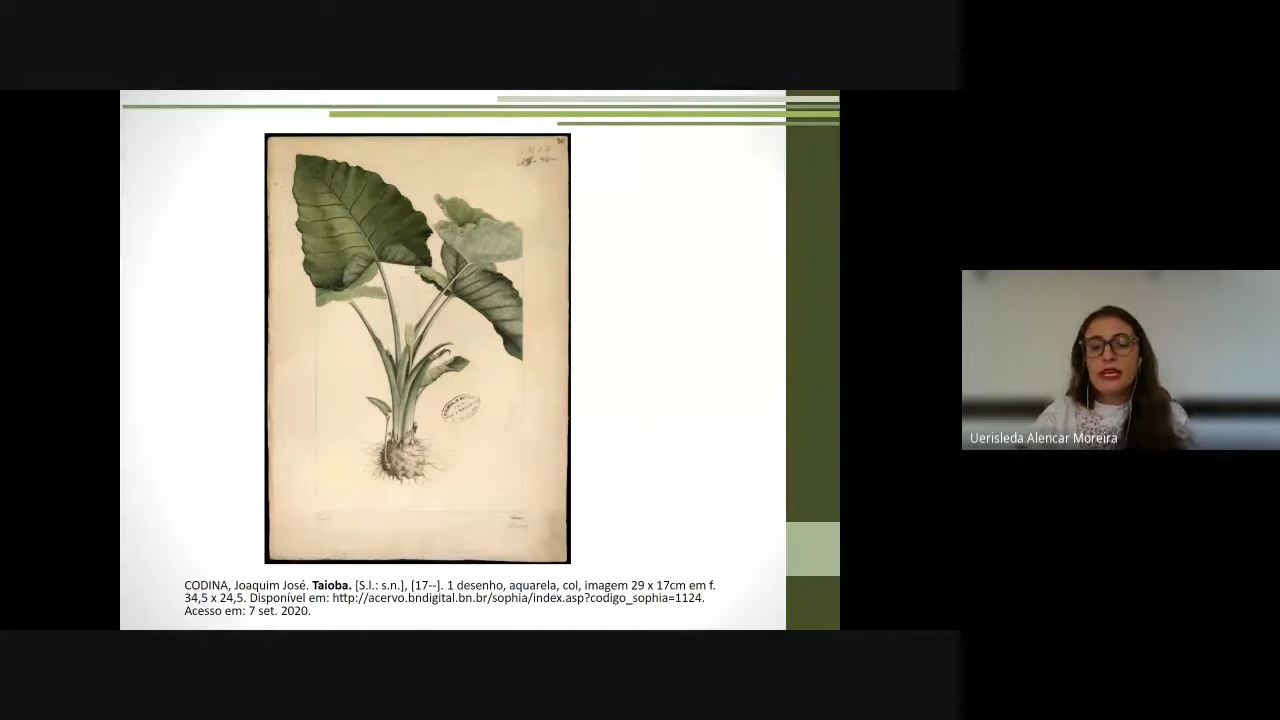 CODINA, Joaquim José. Taioba. [S.l.: s.n.], [17--]. 1 desenho, aquarela, col, imagem 29 x 17cm em f.
34,5 x 24,5. Disponível em: http://acervo.bndigital.bn.br/sophia/index.asp?codigo_sophia=1124.
Acesso em: 7 set. 2020.
Uerisleda Alencar Moreira